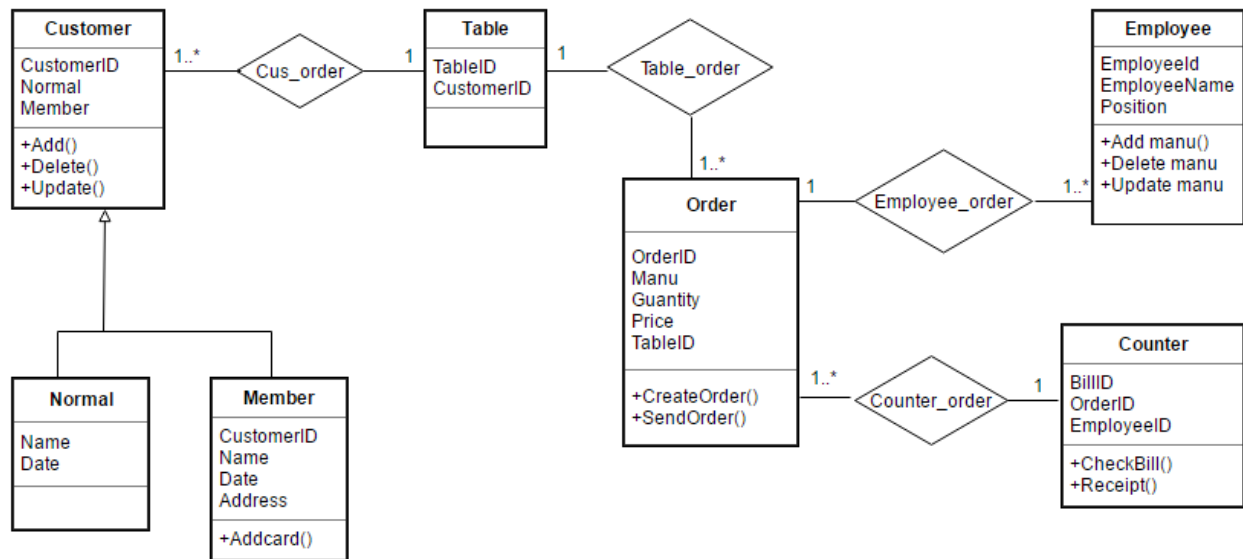 Customer
CustomerID
Normal
Member
+Add()
+Delete()
+Update()
1..*
Cus_order
1
Table
TableID
CustomerID
1
Table_order
1..*
Employee
EmployeeId
EmployeeName
Position
+Add manu()
+Delete manu
+Update manu
Order
OrderID
Manu
Guantity
Price
TableID
+CreateOrder()
+SendOrder()
1
Employee_order
1..*
1..*
Counter_order
1
Counter
BillID
OrderID
EmployeeID
+CheckBill()
+Receipt()
Normal
Name
Date
Member
CustomerID
Name
Date
Address
+Addcard()